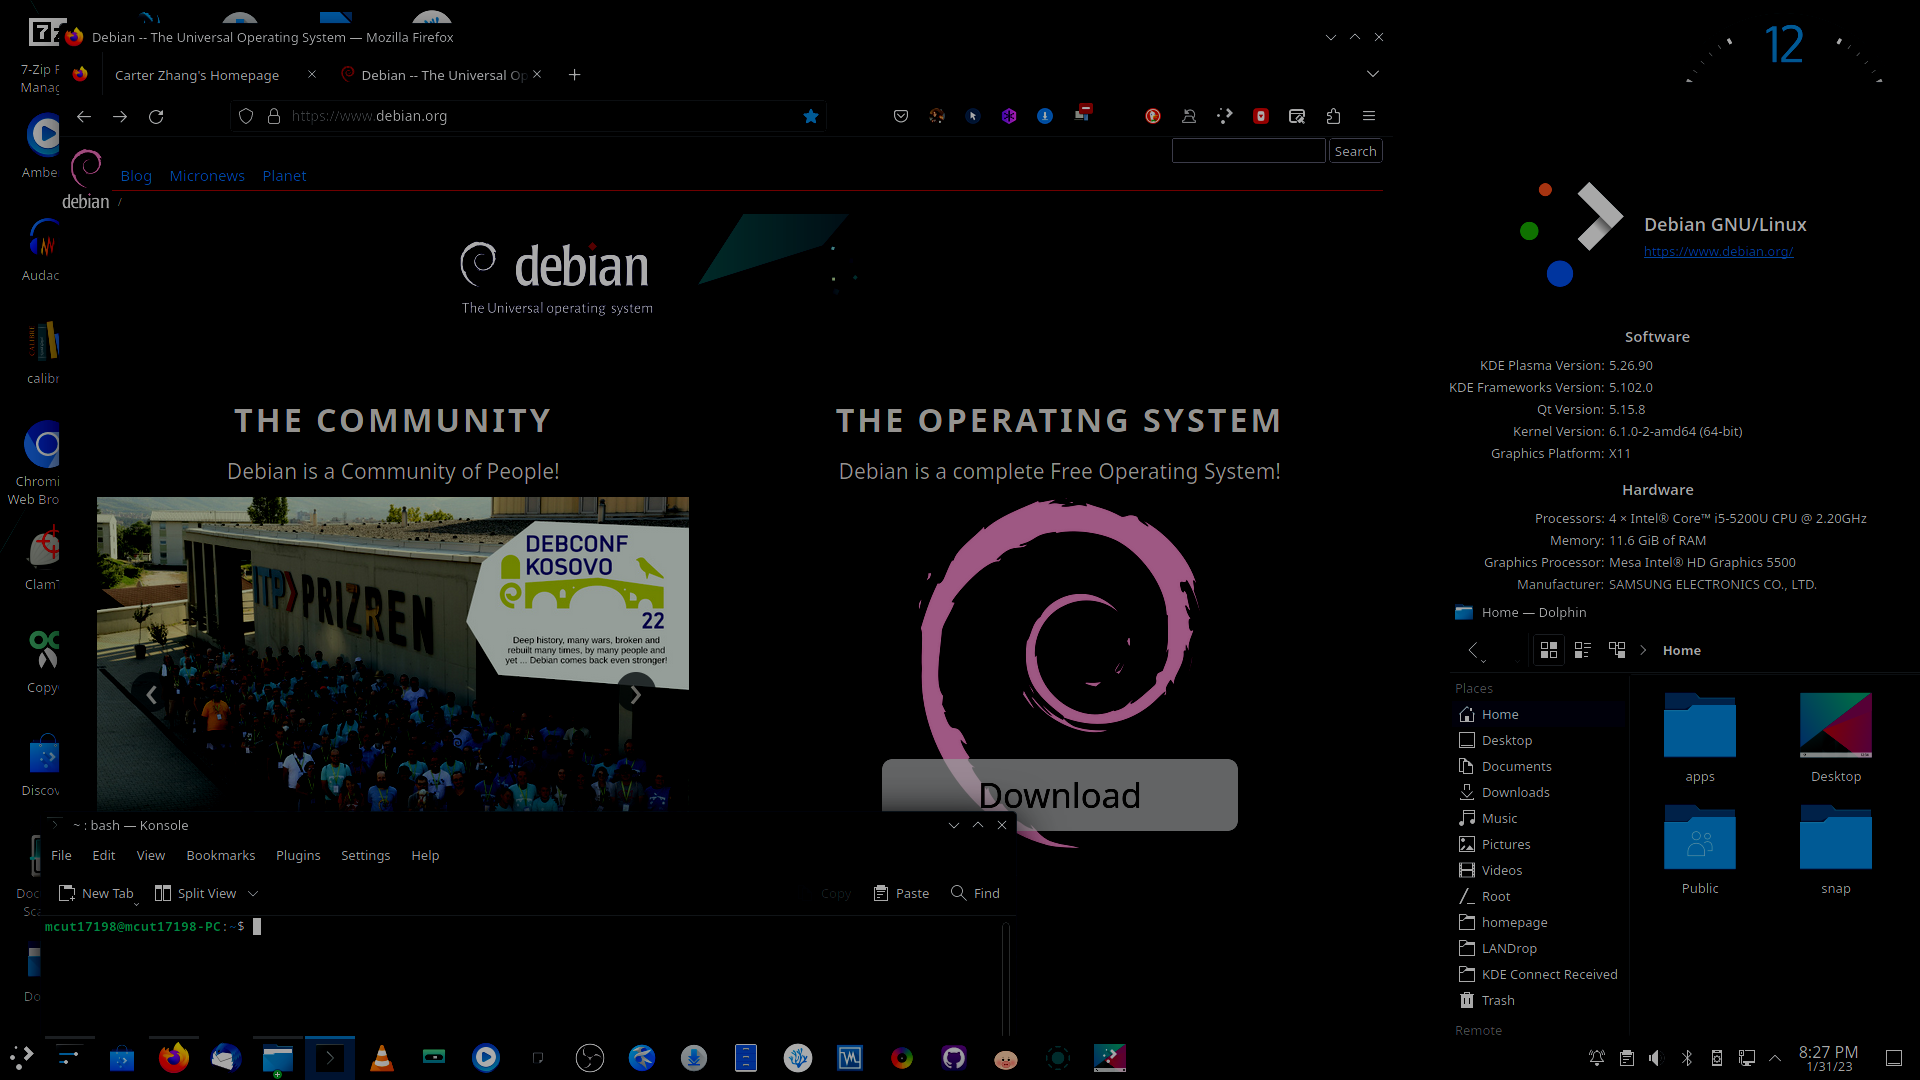 7-Zip F
Manag
Debian -- The Universal Operating System — Mozilla Firefox
Carter Zhang's Homepage
Debian -- The Universal Op
https://www.debian.org
Search
Blog
Micronews
Planet
debian /
debian
The Universal operating system
THE COMMUNITY
Debian is a Community of People!
ITP PRIZREN
DEBCONF
KOSOVO
22
Deep history, many wars, broken and
rebuilt many times, by many people and
yet ... Debian comes back even stronger!
THE OPERATING SYSTEM
Debian is a complete Free Operating System!
Download
Ambe
Audac
calibr
Chromi
Web Bro
ClamT
Copy
Discov
Doc
Sca
Do
~ : bash — Konsole
File
Edit
View
Bookmarks
Plugins
Settings
Help
New Tab
Split View
Copy
Paste
Find
mcut17198@mcut17198-PC:~$
12
Debian GNU/Linux
https://www.debian.org/
Software
KDE Plasma Version: 5.26.90
KDE Frameworks Version: 5.102.0
Qt Version: 5.15.8
Kernel Version: 6.1.0-2-amd64 (64-bit)
Graphics Platform: X11
Hardware
Processors: 4 × Intel® Core™ i5-5200U CPU @ 2.20GHz
Memory: 11.6 GiB of RAM
Graphics Processor: Mesa Intel® HD Graphics 5500
Manufacturer: SAMSUNG ELECTRONICS CO., LTD.
Home — Dolphin
Home
Places
Home
Desktop
Documents
Downloads
Music
Pictures
Videos
Root
homepage
LANDrop
KDE Connect Received
Trash
Remote
apps
Desktop
Public
snap
8:27 PM
1/31/23